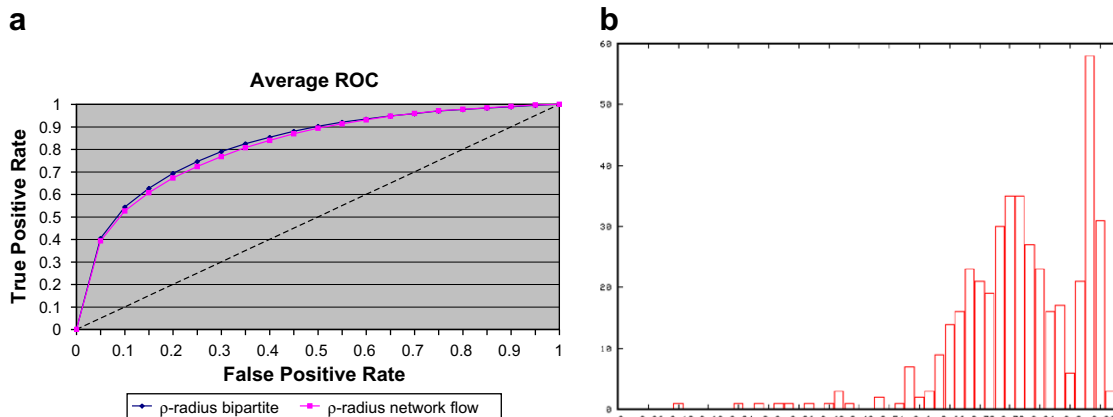 a
b
Average ROC
True Positive Rate
1
0.9
0.8
0.7
0.6
0.5
0.4
0.3
0.2
0.1
0
0 0.1 0.2 0.3 0.4 0.5 0.6 0.7 0.8 0.9 1
False Positive Rate
ρ-radius bipartite ρ-radius network flow
60
50
40
30
20
10
0